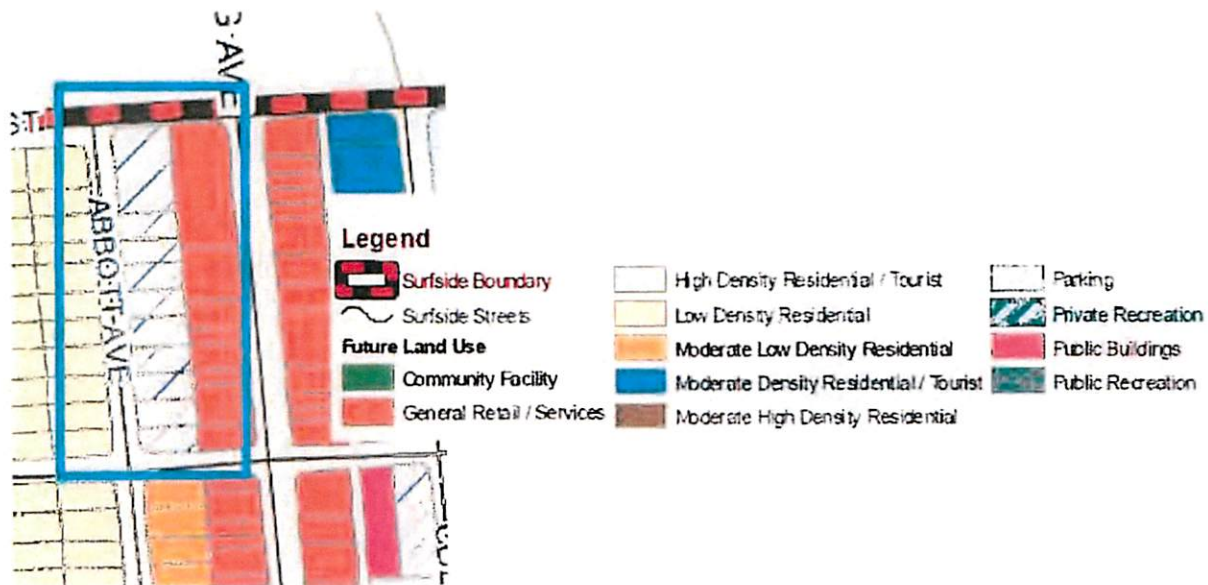 G AVE
ST
ABBOTT AVE
Legend
Surfside Boundary
Surfside Streets
Future Land Use
Community Facility
General Retail / Services
High Density Residential / Tourist
Low Density Residential
Moderate Low Density Residential
Moderate Density Residential / Tourist
Moderate High Density Residential
Parking
Private Recreation
Public Buildings
Public Recreation